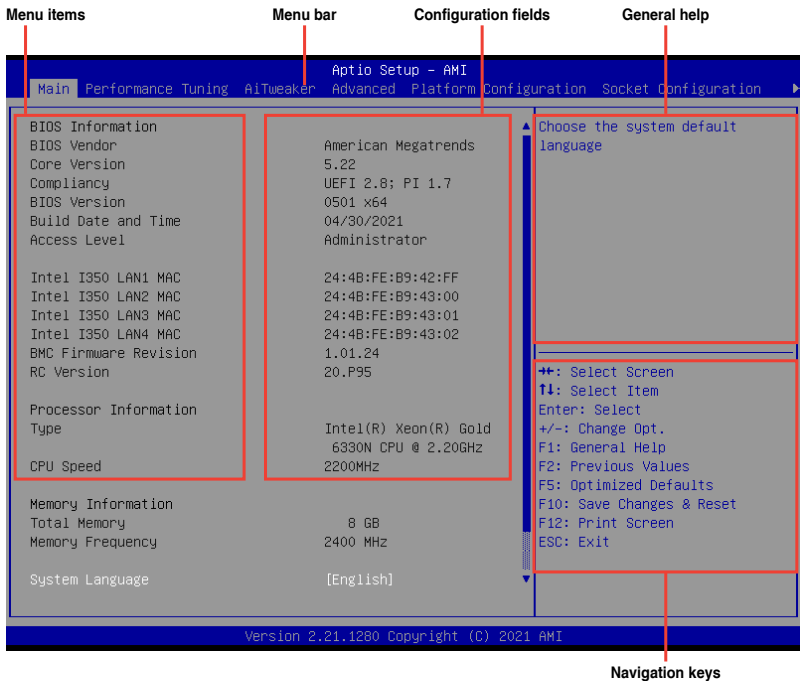 Menu items Menu bar Configuration fields General help
Aptio Setup – AMI
Main Performance Tuning AiTweaker Advanced Platform Configuration Socket Configuration
BIOS Information
BIOS Vendor American Megatrends
Core Version 5.22
Compliancy UEFI 2.8; PI 1.7
BIOS Version 0501 x64
Build Date and Time 04/30/2021
Access Level Administrator
Intel I350 LAN1 MAC 24:4B:FE:B9:42:FF
Intel I350 LAN2 MAC 24:4B:FE:B9:43:00
Intel I350 LAN3 MAC 24:4B:FE:B9:43:01
Intel I350 LAN4 MAC 24:4B:FE:B9:43:02
BMC Firmware Revision 1.01.24
RC Version 20.P95
Processor Information
Type Intel(R) Xeon(R) Gold
6330N CPU @ 2.20GHz
CPU Speed 2200MHz
Memory Information
Total Memory 8 GB
Memory Frequency 2400 MHz
System Language [English]
Choose the system default
language
→←: Select Screen
↑↓: Select Item
Enter: Select
+/-: Change Opt.
F1: General Help
F2: Previous Values
F5: Optimized Defaults
F10: Save Changes & Reset
F12: Print Screen
ESC: Exit
Version 2.21.1280 Copyright (C) 2021 AMI
Navigation keys